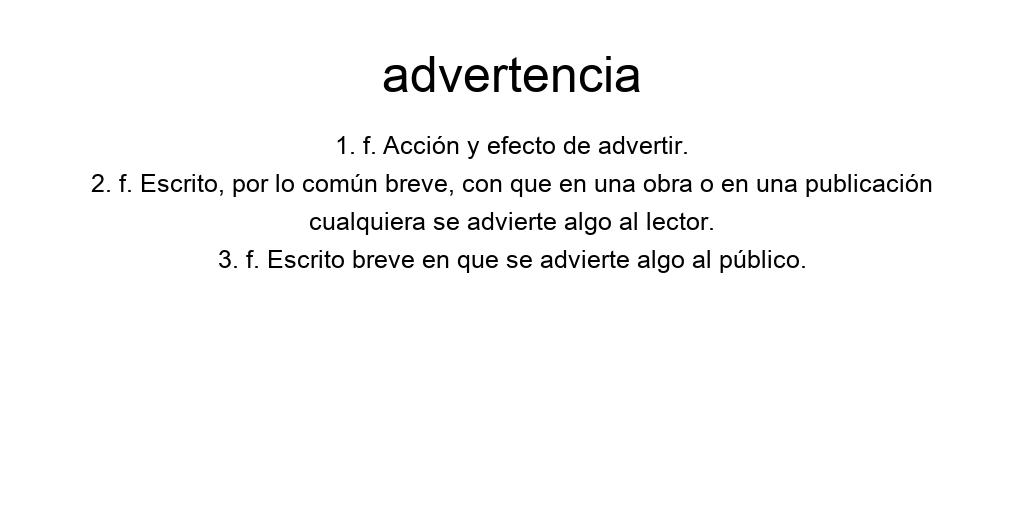 advertencia
1. f. Acción y efecto de advertir.
2. f. Escrito, por lo común breve, con que en una obra o en una publicación
cualquiera se advierte algo al lector.
3. f. Escrito breve en que se advierte algo al público.